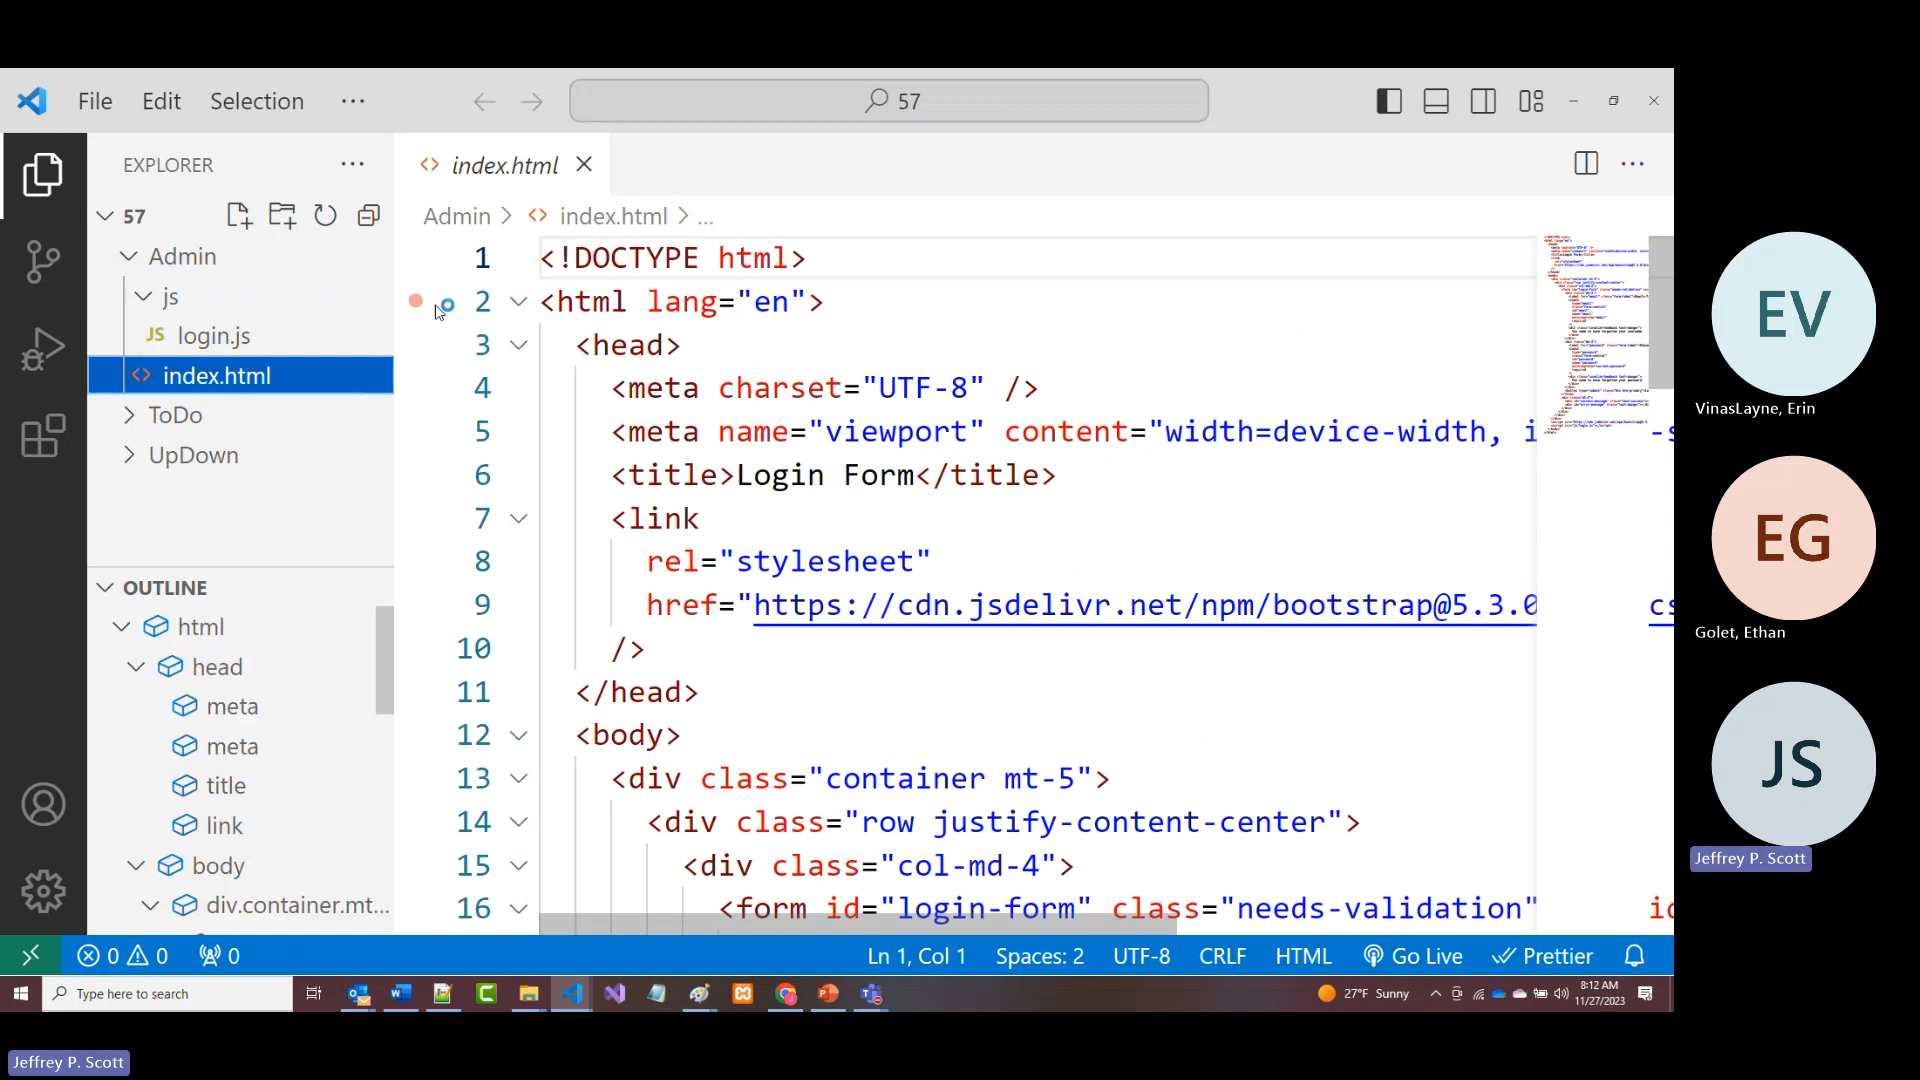 File Edit Selection ...
57
EXPLORER ...
57
Admin
js
JS login.js
<> index.html
ToDo
UpDown
OUTLINE
html
head
meta
meta
title
link
body
div.container.mt...
<> index.html
Admin > <> index.html > ...
1 <!DOCTYPE html>
2 <html lang="en">
3 <head>
4 <meta charset="UTF-8" />
5 <meta name="viewport" content="width=device-width, i -s
6 <title>Login Form</title>
7 <link
8 rel="stylesheet"
9 href="https://cdn.jsdelivr.net/npm/bootstrap@5.3.0 cs
10 />
11 </head>
12 <body>
13 <div class="container mt-5">
14 <div class="row justify-content-center">
15 <div class="col-md-4">
16 <form id="login-form" class="needs-validation" id
0 0 0
Ln 1, Col 1 Spaces: 2 UTF-8 CRLF HTML Go Live Prettier
Type here to search
27°F Sunny
8:12 AM
11/27/2023
EV
VinasLayne, Erin
EG
Golet, Ethan
JS
Jeffrey P. Scott
Jeffrey P. Scott